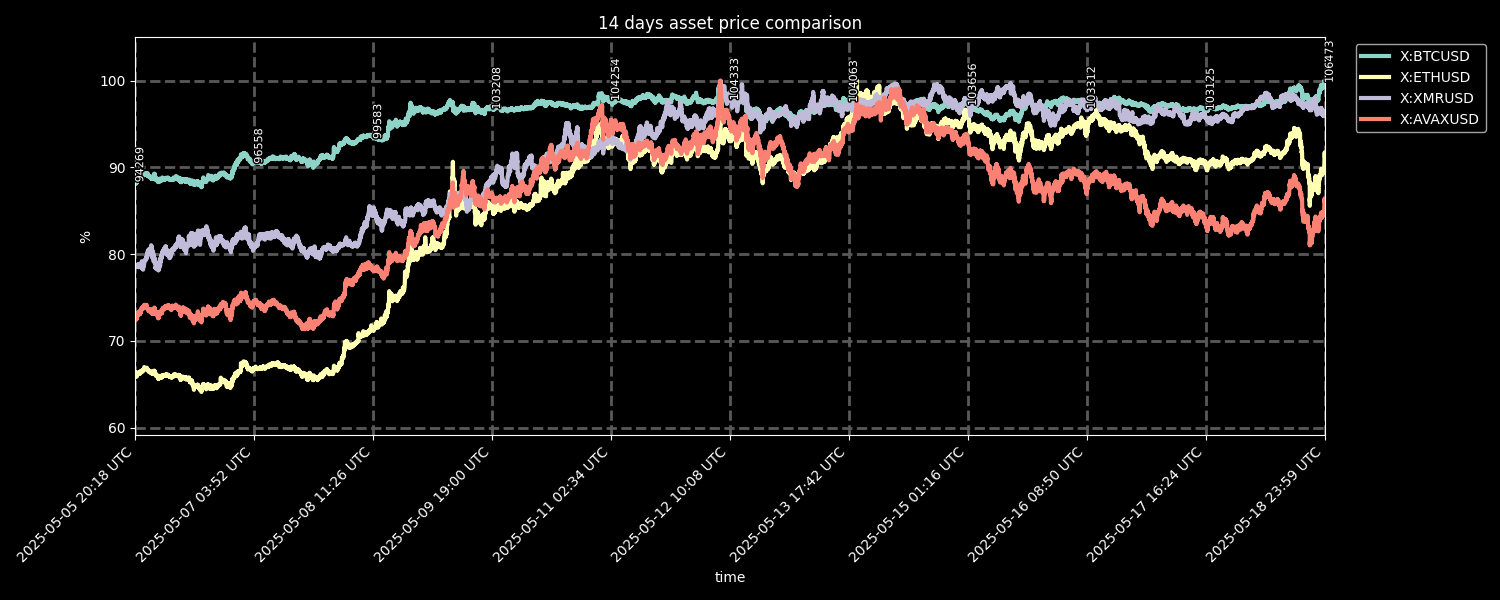 14 days asset price comparison
X:BTCUSD
X:ETHUSD
X:XMRUSD
X:AVAXUSD
%
100
90
80
70
60
94269
96558
99583
103208
104254
104333
104063
103656
103312
103125
106473
2025-05-05 20:18 UTC
2025-05-07 03:52 UTC
2025-05-08 11:26 UTC
2025-05-09 19:00 UTC
2025-05-11 02:34 UTC
2025-05-12 10:08 UTC
2025-05-13 17:42 UTC
2025-05-15 01:16 UTC
2025-05-16 08:50 UTC
2025-05-17 16:24 UTC
2025-05-18 23:59 UTC
time